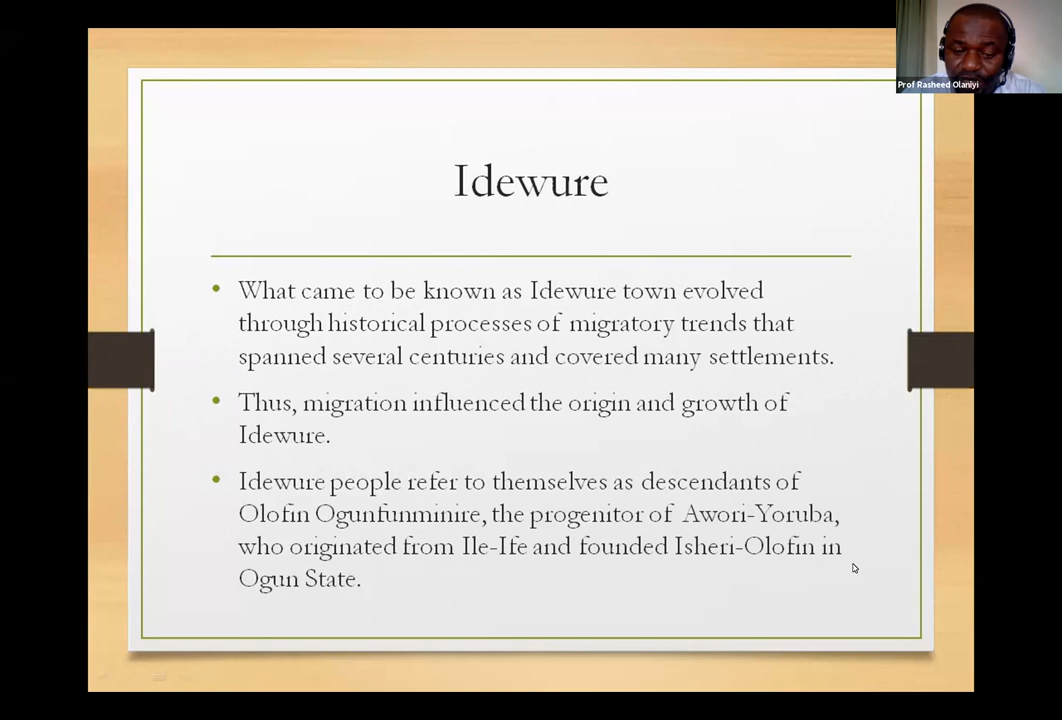 Prof Rasheed Olaniyi
Idewure
• What came to be known as Idewure town evolved
through historical processes of migratory trends that
spanned several centuries and covered many settlements.
• Thus, migration influenced the origin and growth of
Idewure.
• Idewure people refer to themselves as descendants of
Olofin Ogunfunminire, the progenitor of Awori-Yoruba,
who originated from Ile-Ife and founded Isheri-Olofin in
Ogun State.